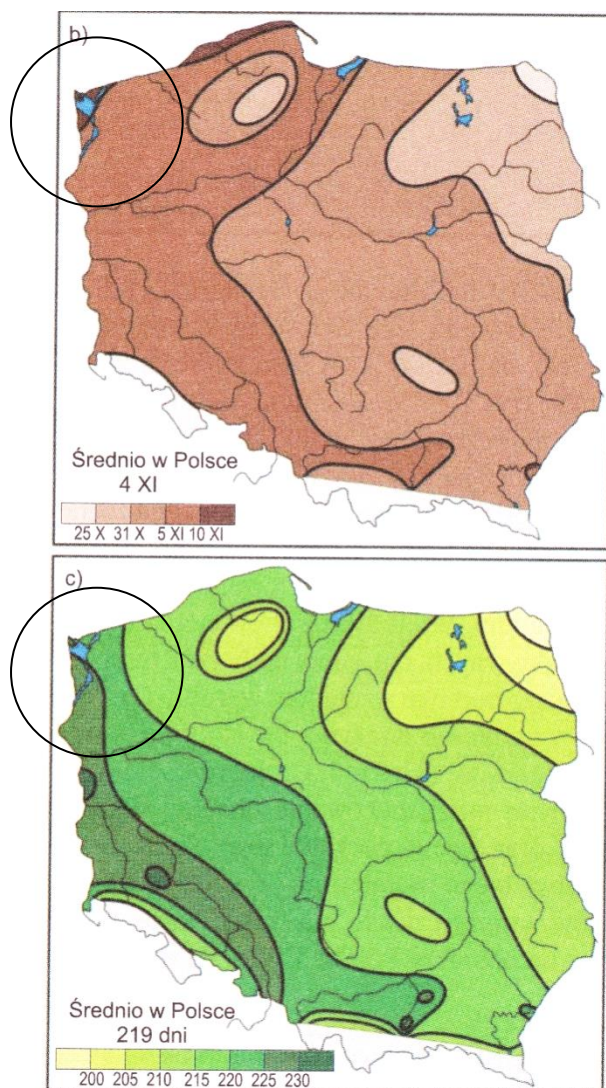 b)
Średnio w Polsce
4 XI
25 X 31 X 5 XI 10 XI
c)
Średnio w Polsce
219 dni
200 205 210 215 220 225 230